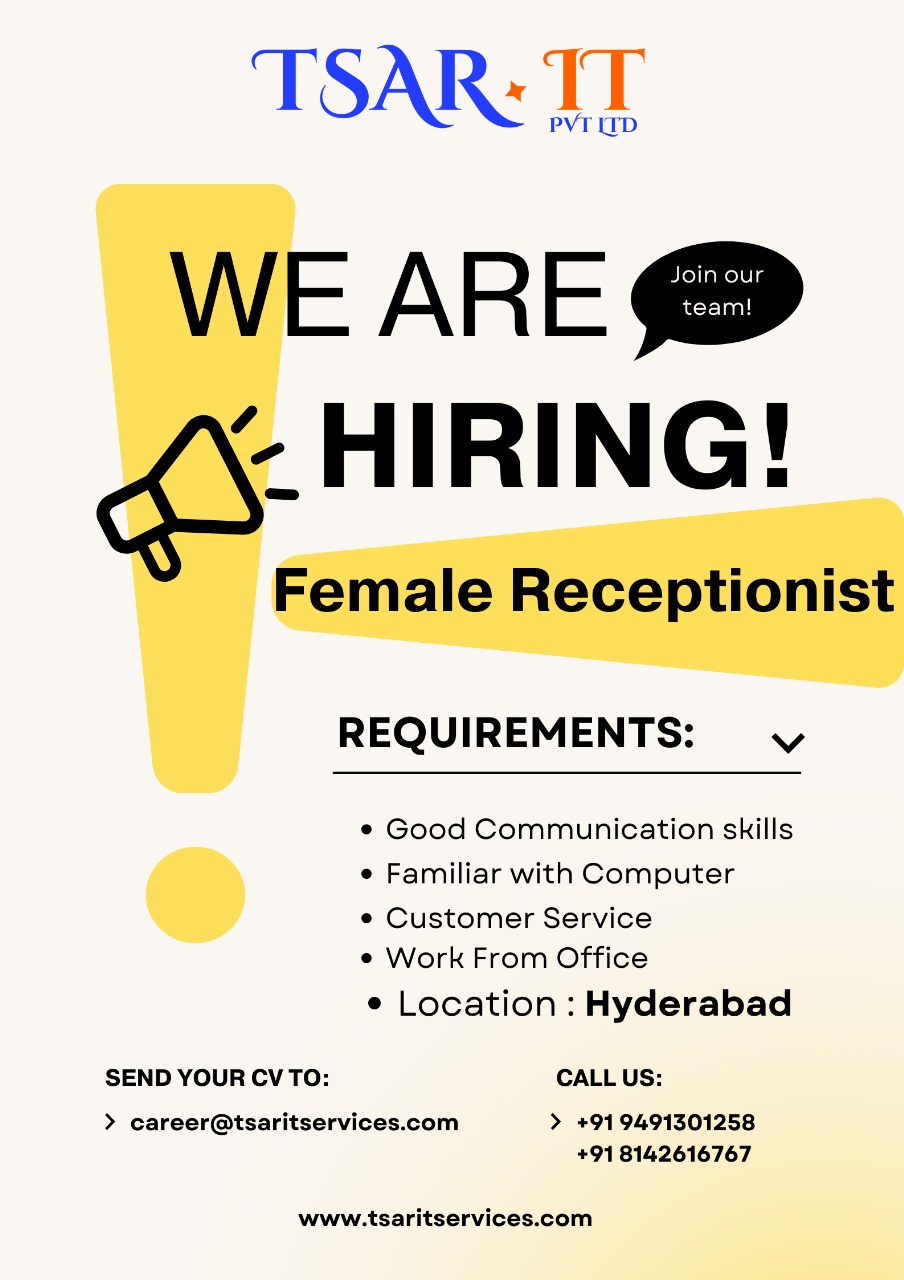 TSAR IT
PVT LTD
WE ARE
Join our
team!
HIRING!
Female Receptionist
REQUIREMENTS:
• Good Communication skills
• Familiar with Computer
• Customer Service
• Work From Office
• Location : Hyderabad
SEND YOUR CV TO:
career@tsaritservices.com
CALL US:
+91 9491301258
+91 8142616767
www.tsaritservices.com